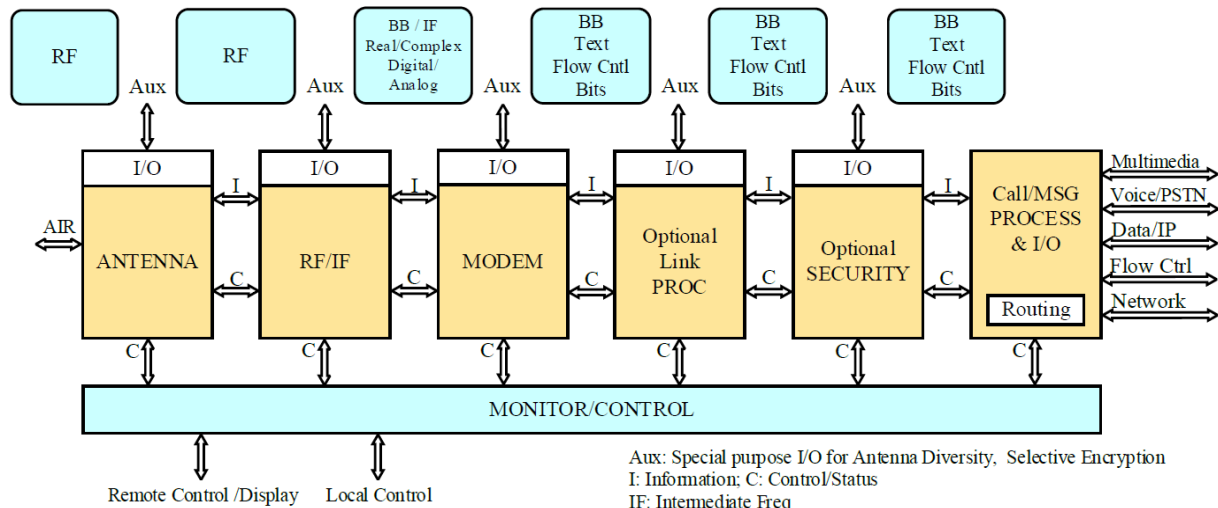 RF
RF
BB / IF
Real/Complex
Digital/
Analog
BB
Text
Flow Cntl
Bits
BB
Text
Flow Cntl
Bits
BB
Text
Flow Cntl
Bits
Aux
Aux
Aux
Aux
Aux
I/O
I/O
I/O
I/O
I/O
I
I
I
I
I
AIR
ANTENNA
RF/IF
MODEM
Optional
Link
PROC
Optional
SECURITY
Call/MSG
PROCESS
& I/O
Routing
C
C
C
C
C
Multimedia
Voice/PSTN
Data/IP
Flow Ctrl
Network
C
C
C
C
C
C
MONITOR/CONTROL
Remote Control /Display
Local Control
Aux: Special purpose I/O for Antenna Diversity, Selective Encryption
I: Information; C: Control/Status
IF: Intermediate Freq